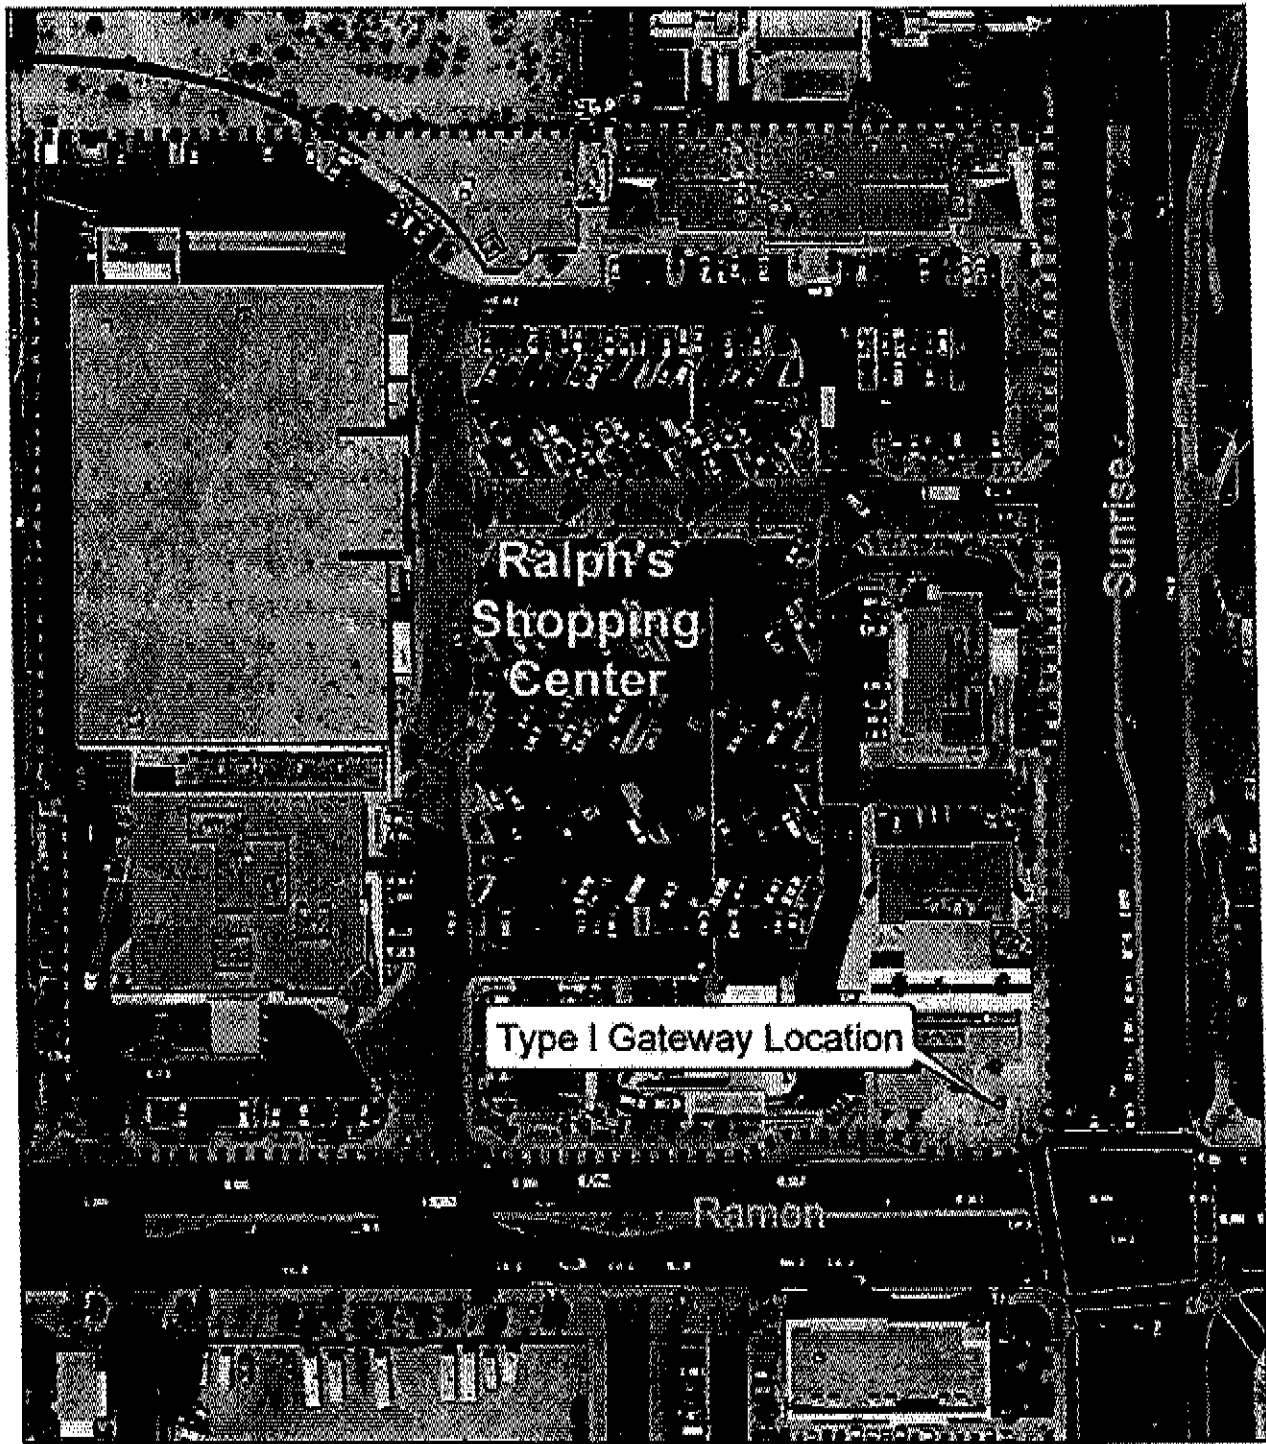 Sunrise
Ralph's
Shopping
Center
Type I Gateway Location
Ramon